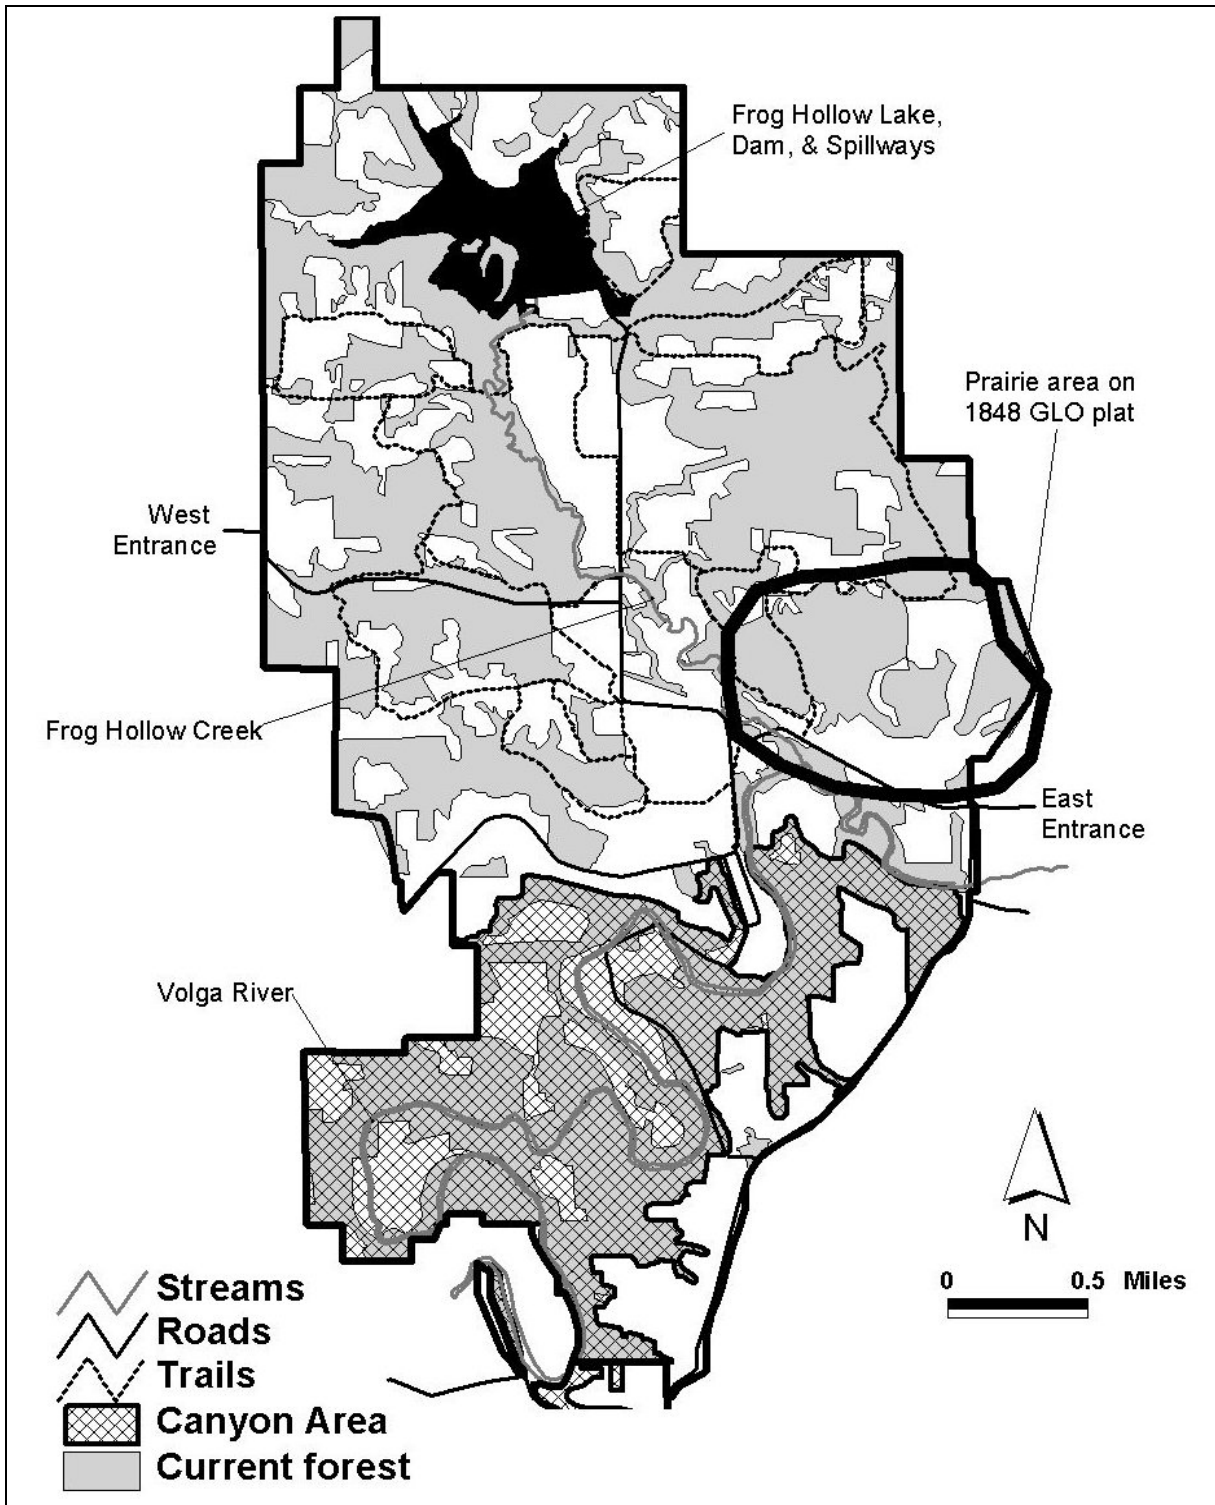 Frog Hollow Lake,
Dam, & Spillways
Prairie area on
1848 GLO plat
West
Entrance
Frog Hollow Creek
East
Entrance
Volga River
N
0 0.5 Miles
Streams
Roads
Trails
Canyon Area
Current forest